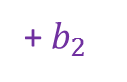 + b₂